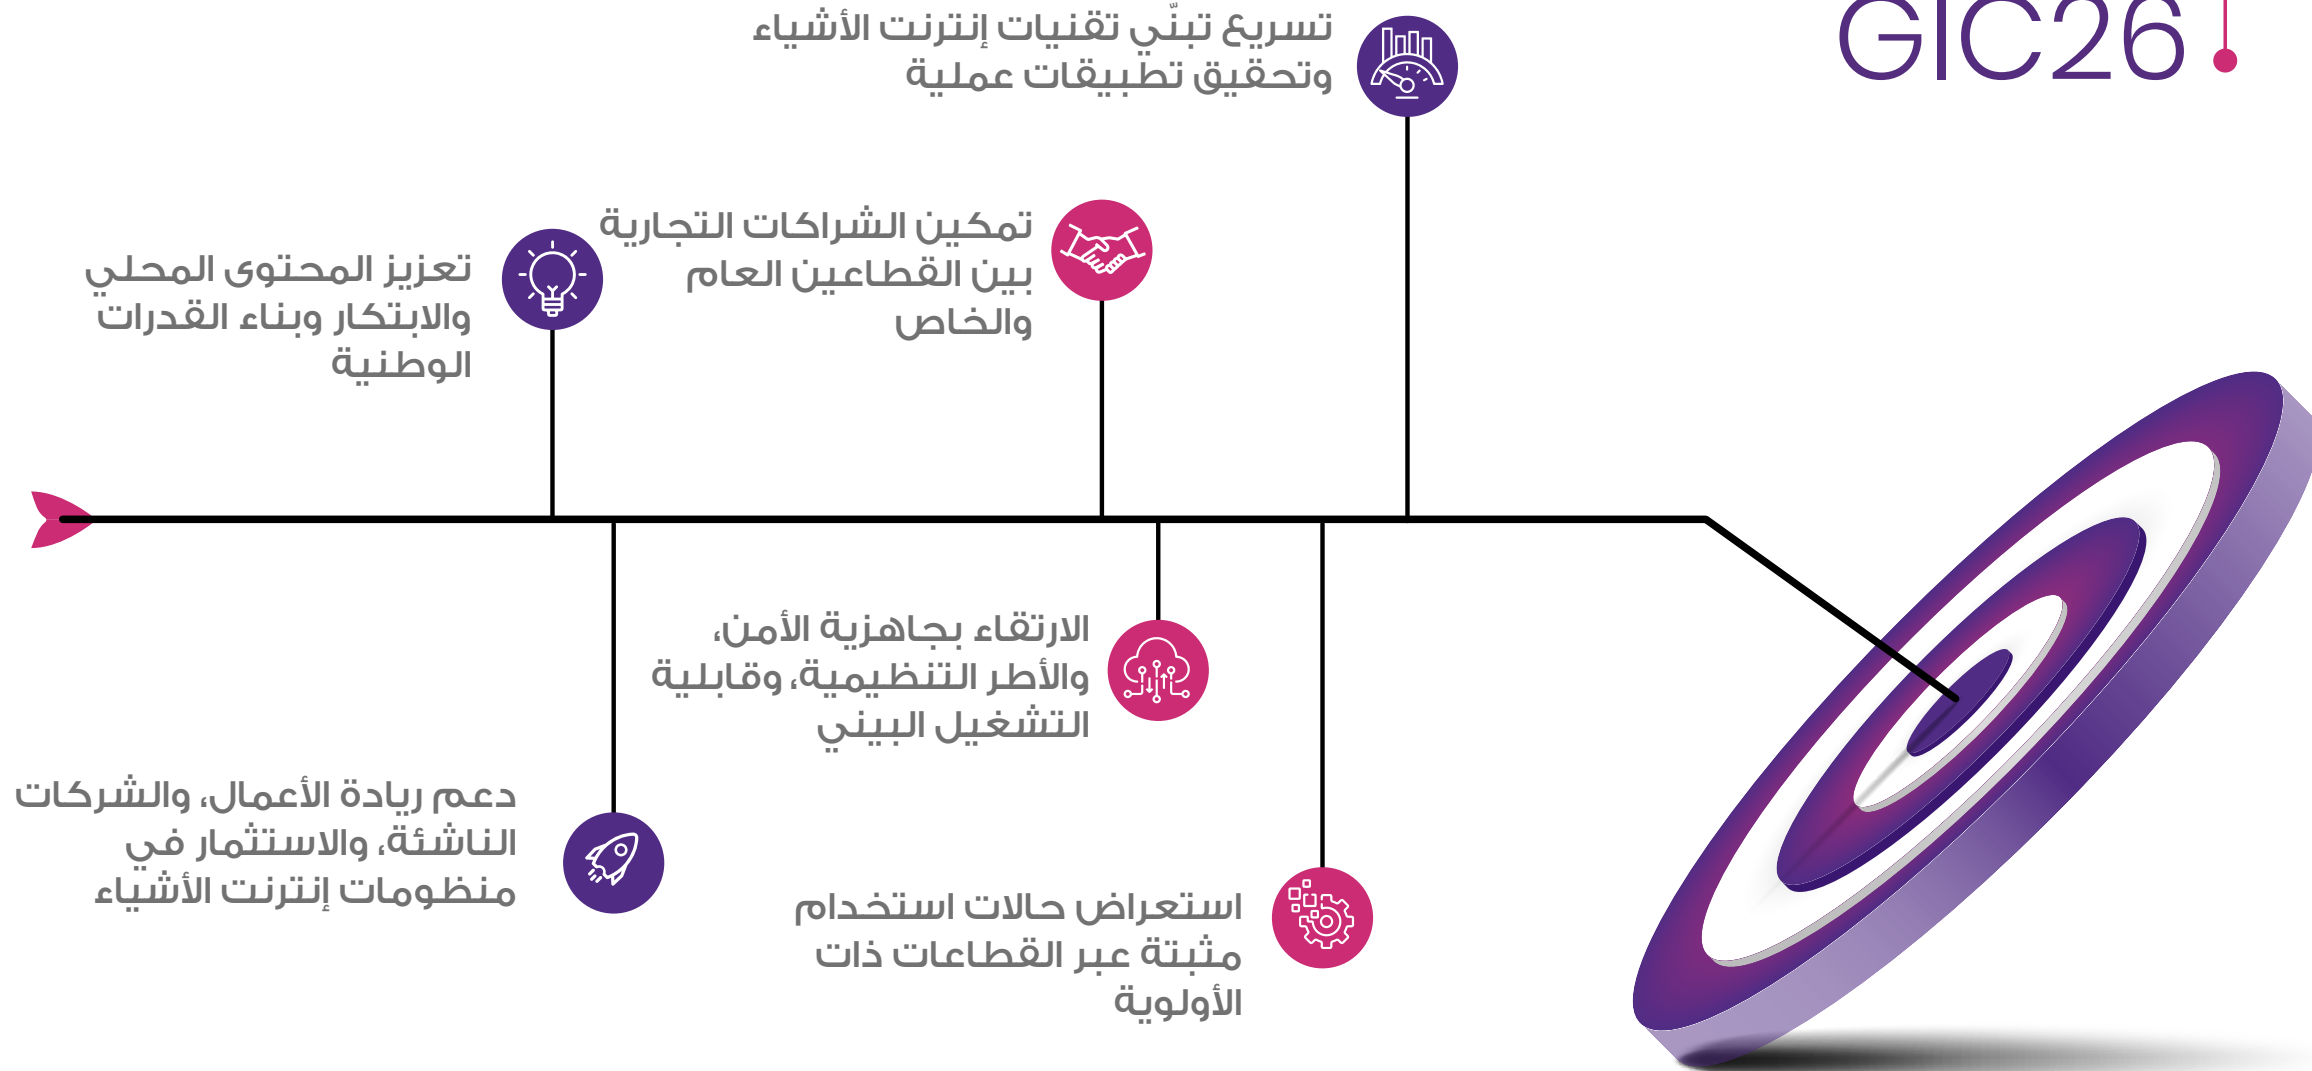 GIC26
تسريع تبنّي تقنيات إنترنت الأشياء
وتحقيق تطبيقات عملية
تمكين الشراكات التجارية
بين القطاعين العام
والخاص
تعزيز المحتوى المحلي
والابتكار وبناء القدرات
الوطنية
الارتقاء بجاهزية الأمن،
والأطر التنظيمية، وقابلية
التشغيل البيني
دعم ريادة الأعمال، والشركات
الناشئة، والاستثمار في
منظومات إنترنت الأشياء
استعراض حالات استخدام
مثبتة عبر القطاعات ذات
الأولوية